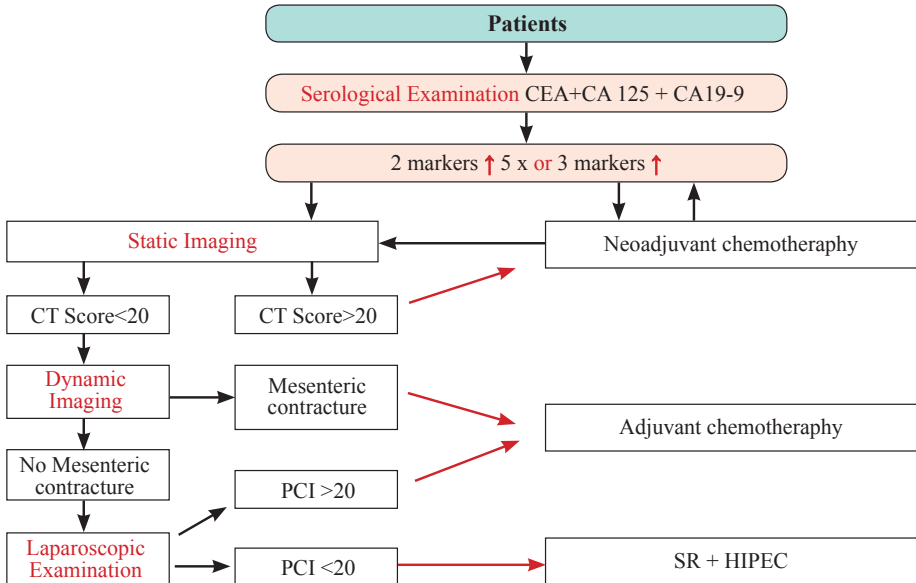 Patients
Serological Examination CEA+CA 125 + CA19-9
2 markers ↑ 5 x or 3 markers ↑
Static Imaging
Neoadjuvant chemotheraphy
CT Score<20
CT Score>20
Dynamic
Imaging
Mesenteric
contracture
Adjuvant chemotheraphy
No Mesenteric
contracture
PCI >20
Laparoscopic
Examination
PCI <20
SR + HIPEC